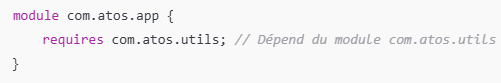 module com.atos.app {
    requires com.atos.utils; // Dépend du module com.atos.utils
}